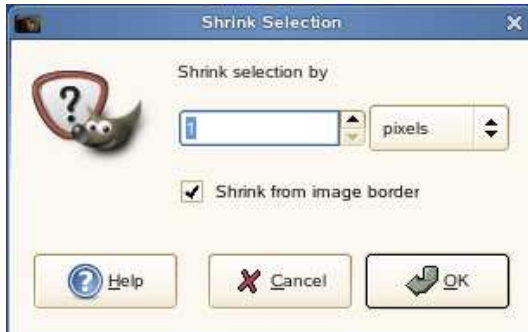 Shrink Selection
Shrink selection by
1
pixels
Shrink from image border
Help
Cancel
OK